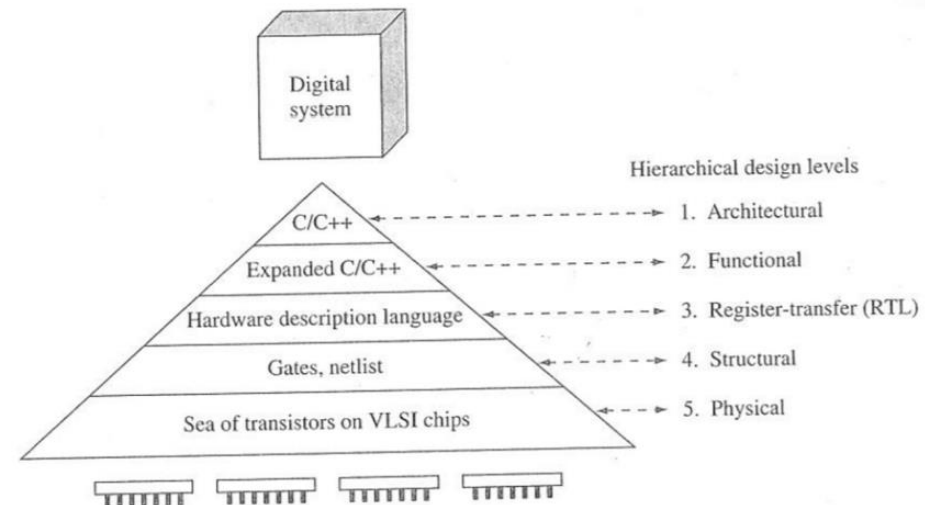 Digital
system
Hierarchical design levels
C/C++
1. Architectural
Expanded C/C++
2. Functional
Hardware description language
3. Register-transfer (RTL)
Gates, netlist
4. Structural
Sea of transistors on VLSI chips
5. Physical